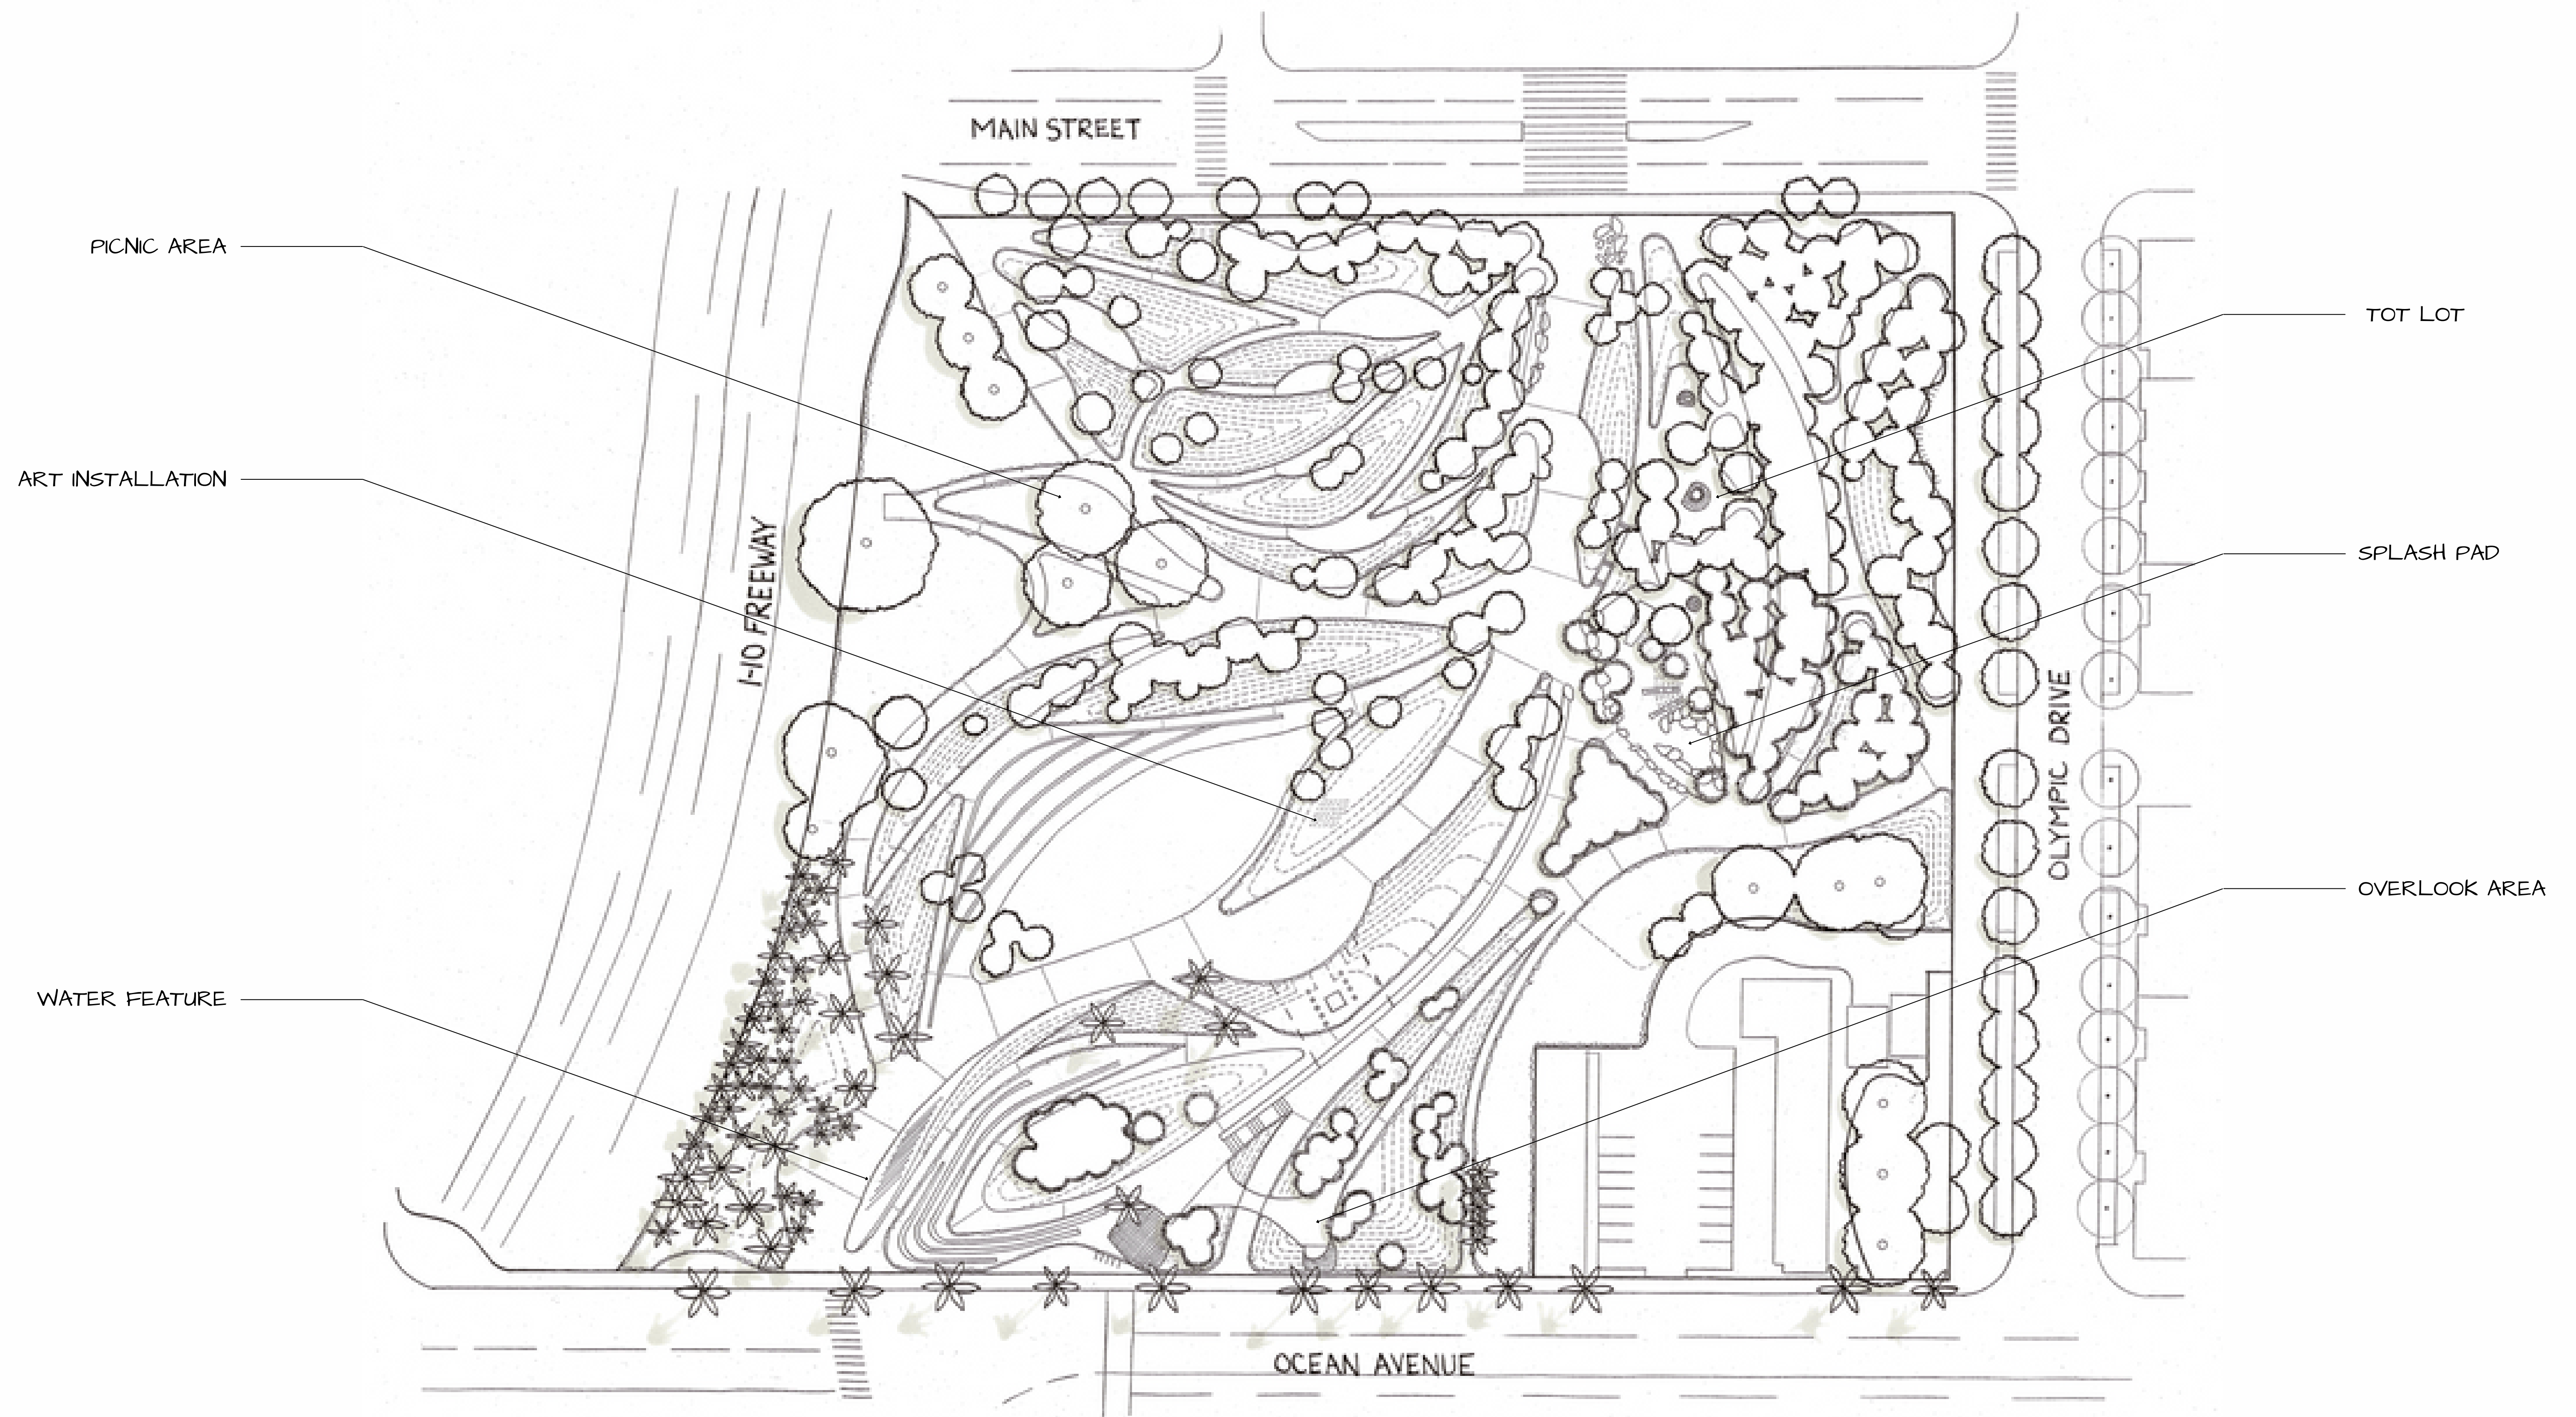 MAIN STREET
PICNIC AREA
TOT LOT
ART INSTALLATION
SPLASH PAD
I-10 FREEWAY
OLYMPIC DRIVE
OVERLOOK AREA
WATER FEATURE
OCEAN AVENUE